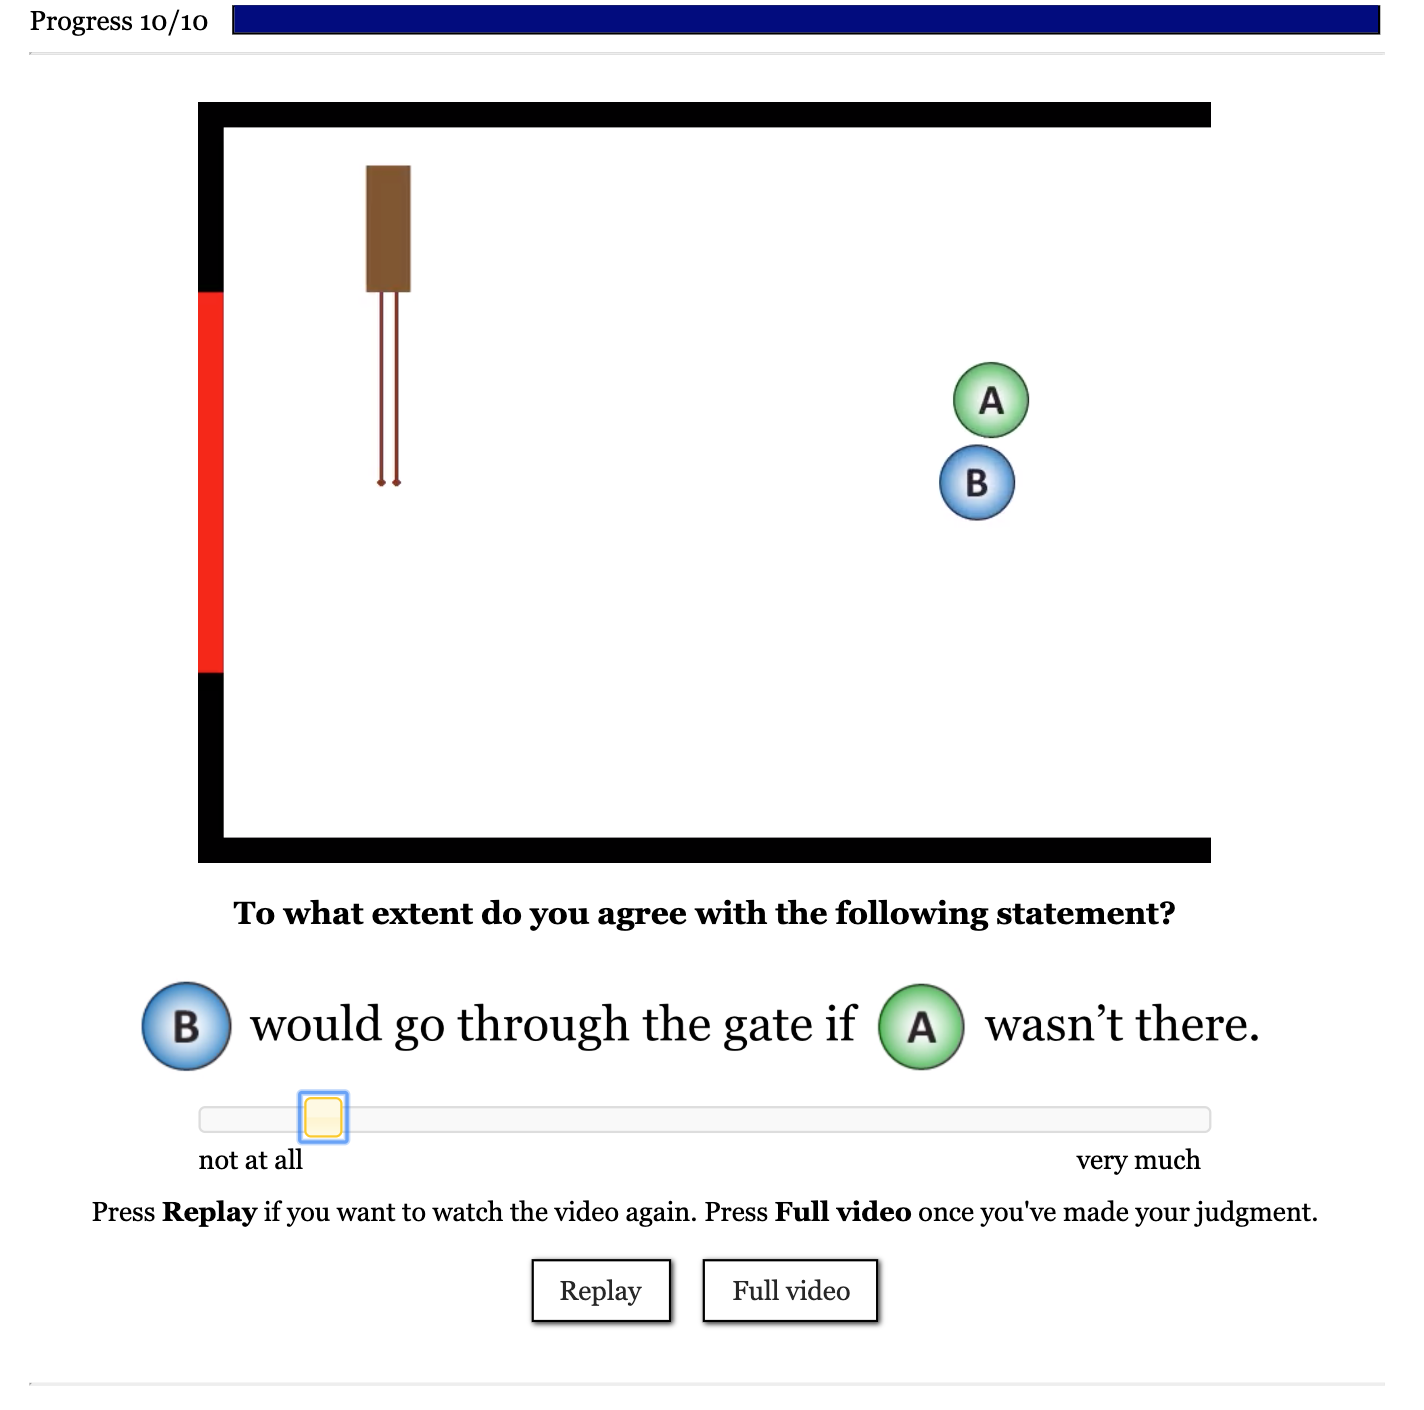 Progress 10/10
A
B
To what extent do you agree with the following statement?
B would go through the gate if A wasn’t there.
not at all very much
Press Replay if you want to watch the video again. Press Full video once you've made your judgment.
Replay Full video